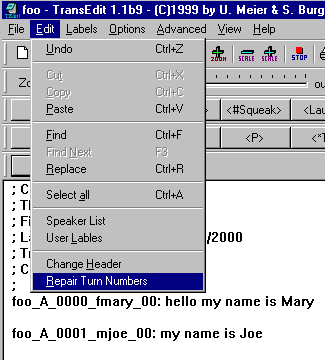 foo - TransEdit 1.1b9 - (C)1999 by U. Meier & S. Burg
File Edit Labels Options Advanced View Help
Undo Ctrl+Z
Cut Ctrl+X
Copy Ctrl+C
Paste Ctrl+V
Find Ctrl+F
Find Next F3
Replace Ctrl+R
Select all Ctrl+A
Speaker List
User Lables
Change Header
Repair Turn Numbers
ZOOM SCALE SCALE STOP
Zo ou
<#Squeak> <Lau
<P> <*T
; C
; Tl
; Fi
; La /2000
; Tr
; C
;
foo_A_0000_fmary_00: hello my name is Mary
foo_A_0001_mjoe_00: my name is Joe